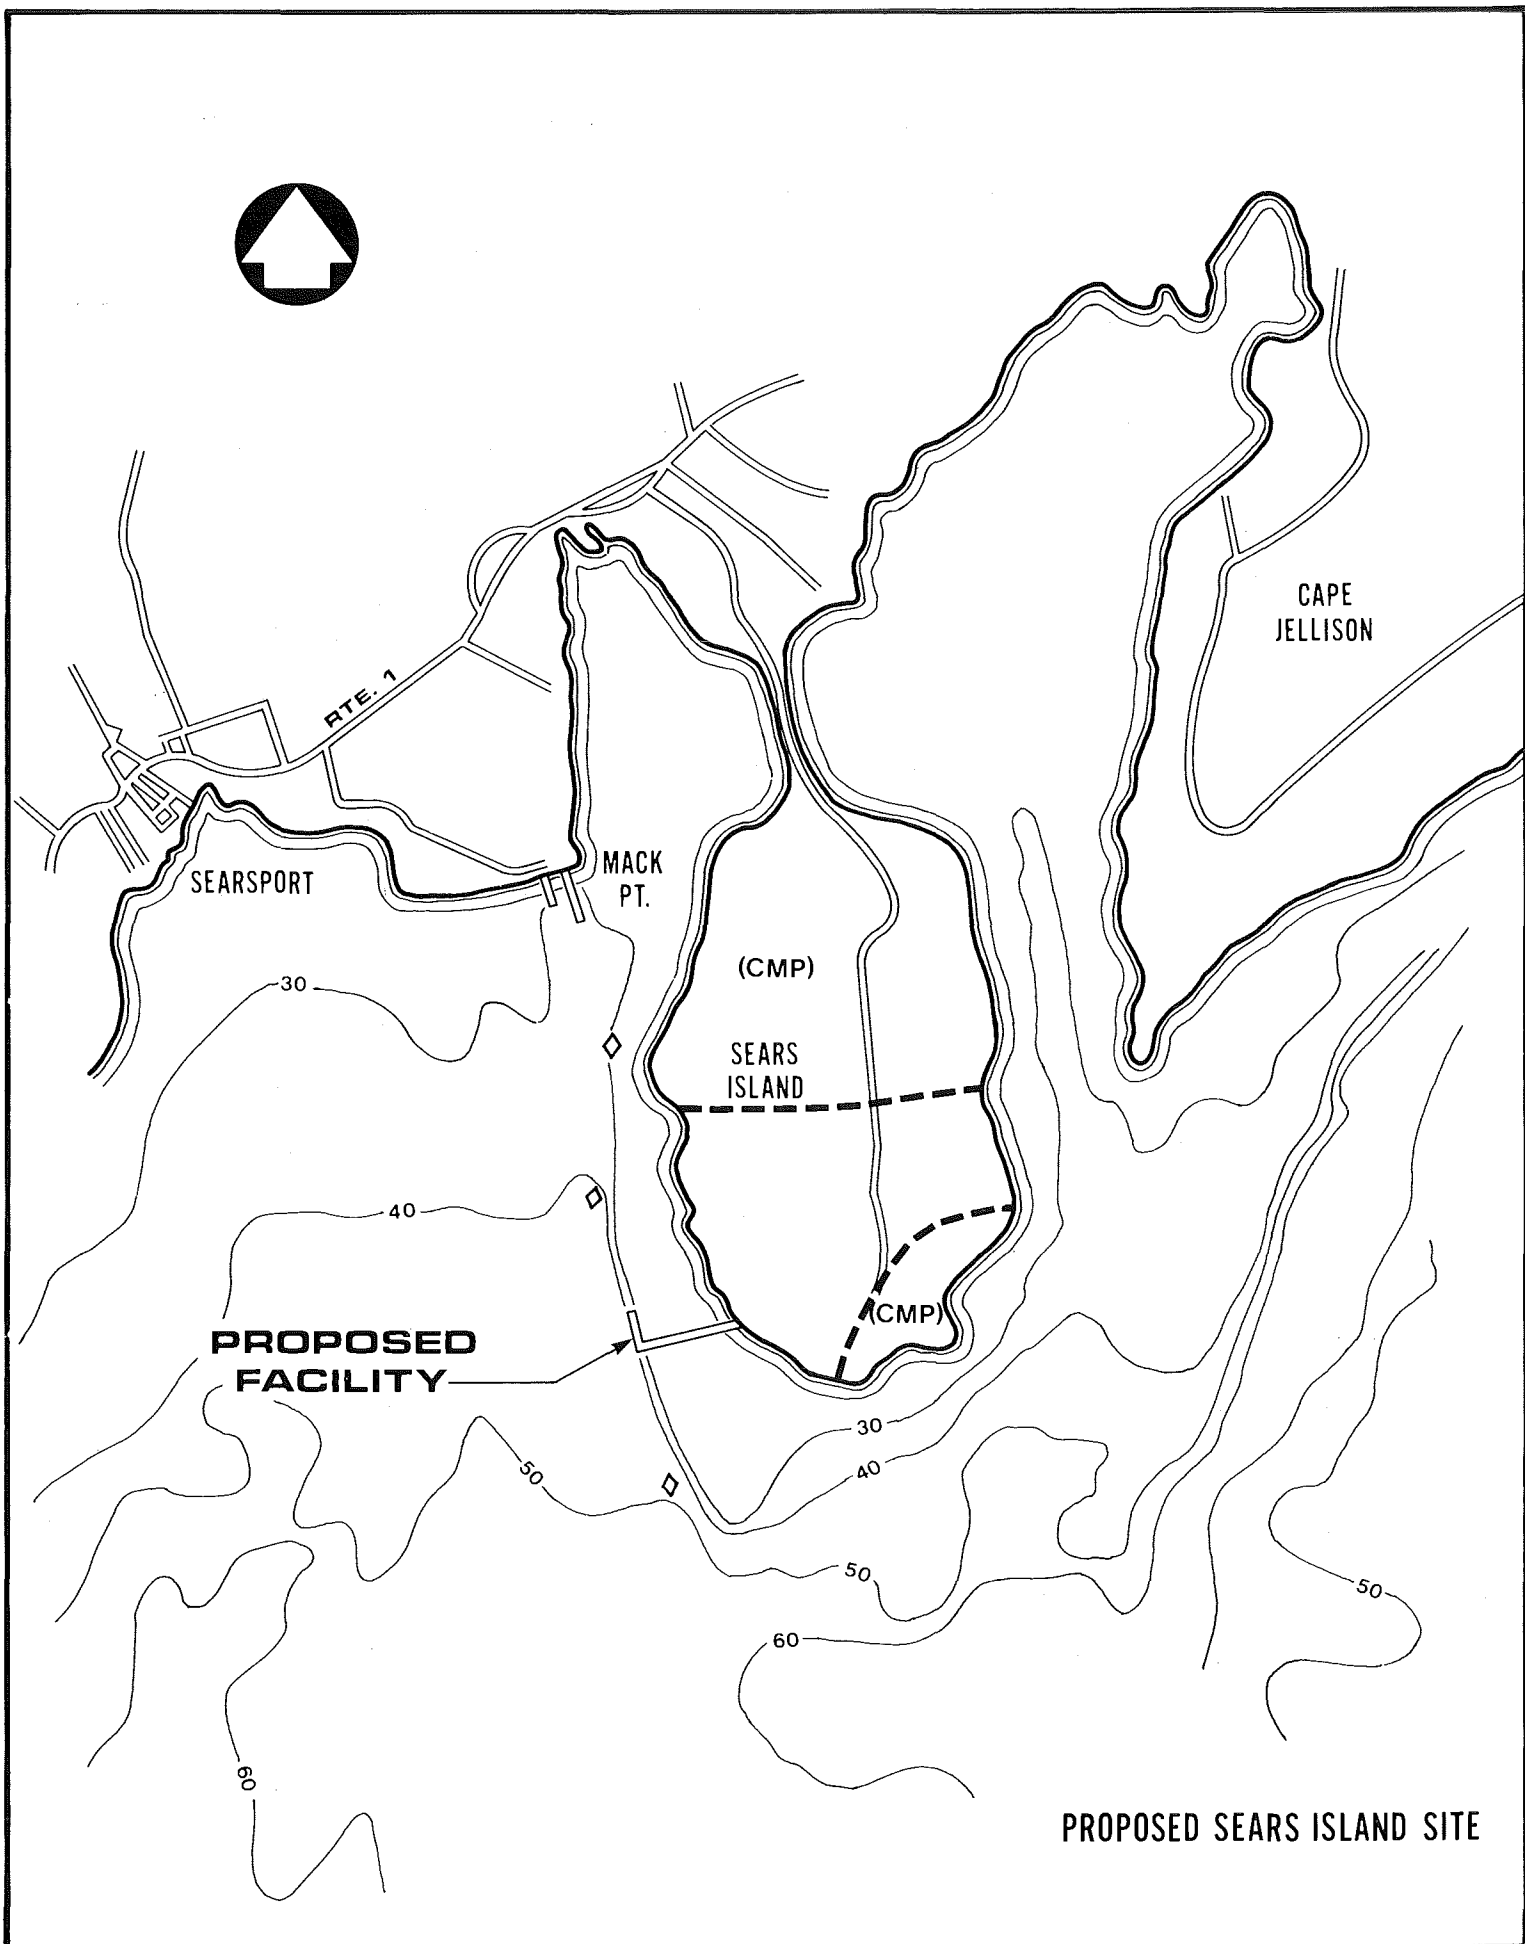 CAPE
JELLISON
RTE. 1
MACK
PT.
SEARSPORT
(CMP)
30
SEARS
ISLAND
40
(CMP)
PROPOSED
FACILITY
30
40
50
50
50
60
60
PROPOSED SEARS ISLAND SITE